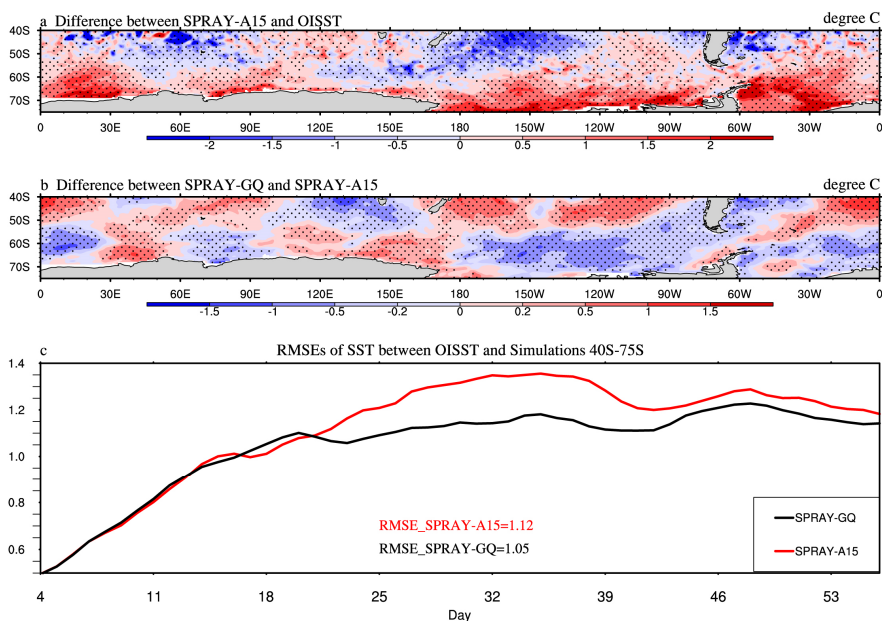 a Difference between SPRAY-A15 and OISST degree C
40S
50S
60S
70S
0 30E 60E 90E 120E 150E 180 150W 120W 90W 60W 30W 0
-2 -1.5 -1 -0.5 0 0.5 1 1.5 2
b Difference between SPRAY-GQ and SPRAY-A15 degree C
40S
50S
60S
70S
0 30E 60E 90E 120E 150E 180 150W 120W 90W 60W 30W 0
-1.5 -1 -0.5 -0.2 0 0.2 0.5 1 1.5
c RMSEs of SST between OISST and Simulations 40S-75S
1.4
1.2
1.0
0.8
0.6
RMSE_SPRAY-A15=1.12
RMSE_SPRAY-GQ=1.05
SPRAY-GQ
SPRAY-A15
4 11 18 25 32 39 46 53
Day